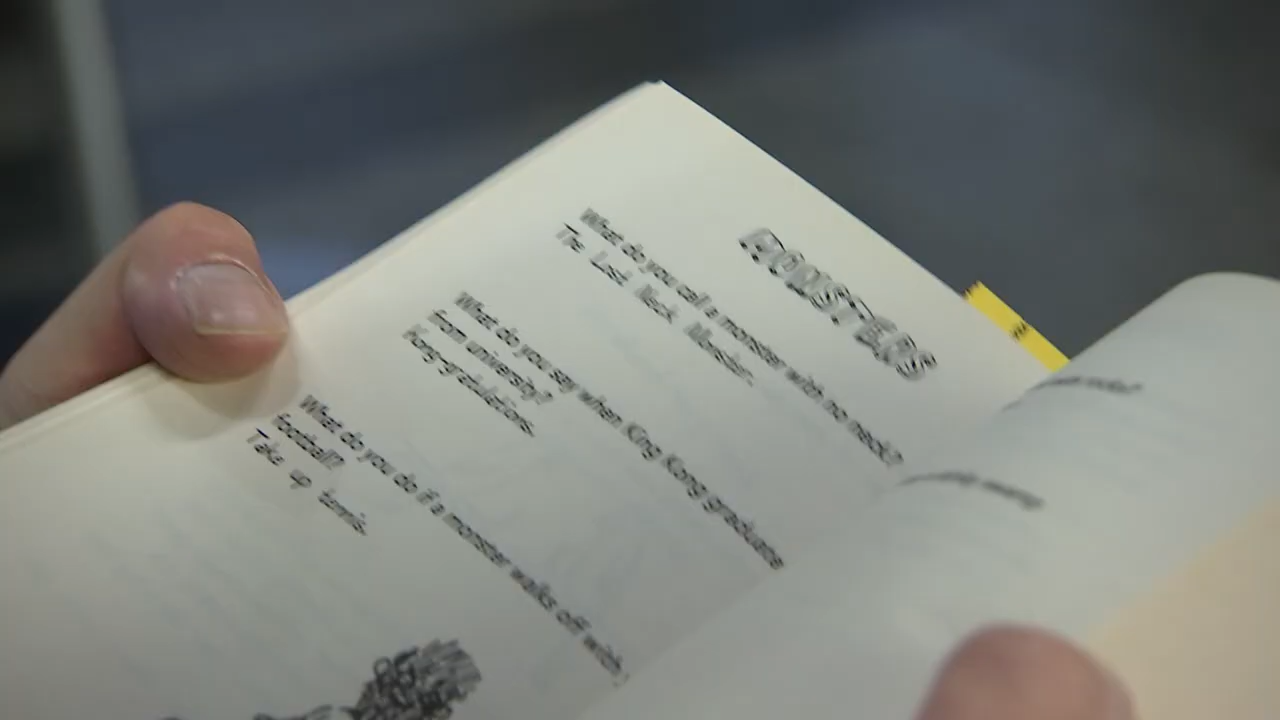 MONSTERS
What do you call a monster with no neck?
The Lost Neck Monster.
What do you say when King Kong graduates
from university?
Kong-gratulations.
What do you do if a monster walks off with
football?
Take up tennis.